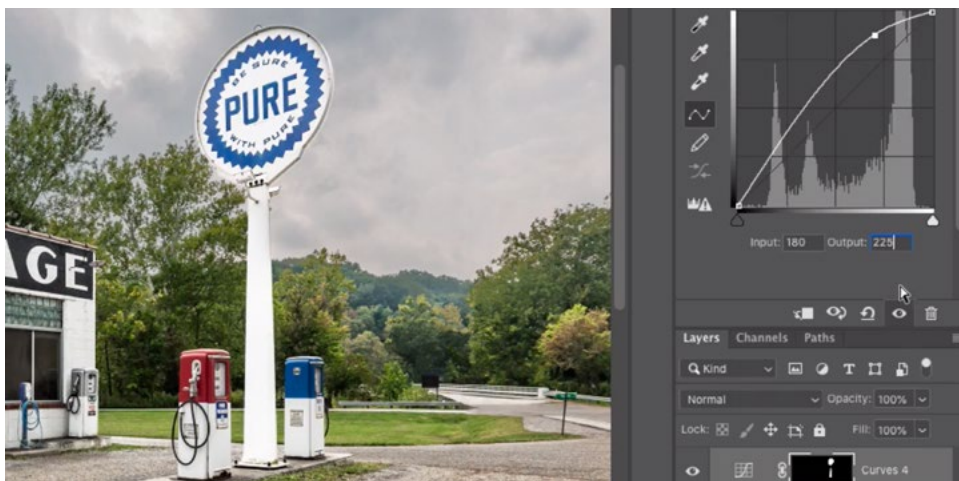 BE SURE
PURE
WITH PURE
AGE
Input: 180 Output: 225
Layers Channels Paths
Kind
Normal Opacity: 100%
Lock: Fill: 100%
Curves 4